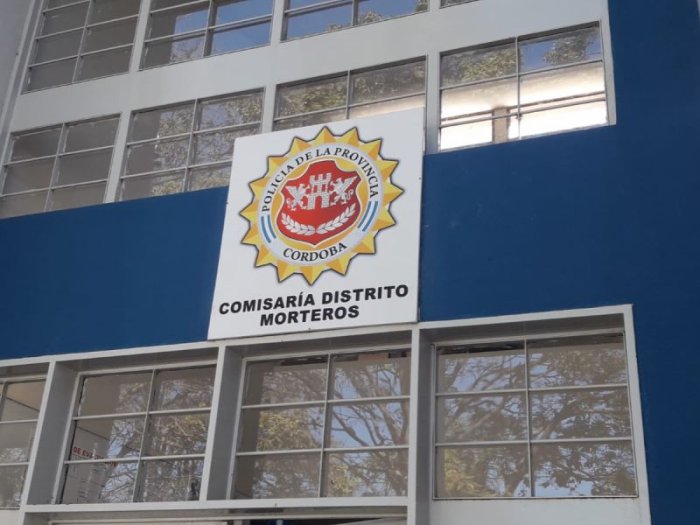 POLICIA DE LA PROVINCIA
CORDOBA
COMISARÍA DISTRITO
MORTEROS